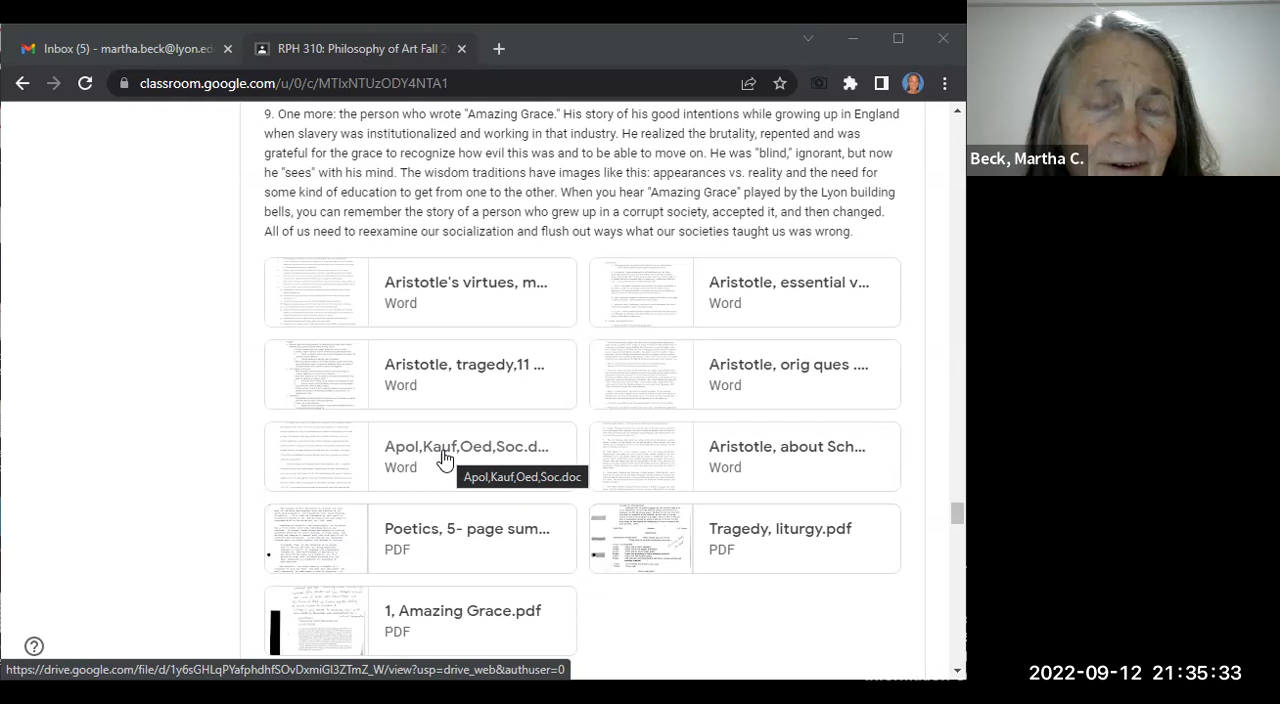 Inbox (5) - martha.beck@lyon.ed
RPH 310: Philosophy of Art Fall 2
classroom.google.com/u/0/c/MTIxNTUzODY4NTA1
9. One more: the person who wrote "Amazing Grace." His story of his good intentions while growing up in England
when slavery was institutionalized and working in that industry. He realized the brutality, repented and was
grateful for the grace to recognize how evil this was and to be able to move on. He was "blind," ignorant, but now
he "sees" with his mind. The wisdom traditions have images like this: appearances vs. reality and the need for
some kind of education to get from one to the other. When you hear "Amazing Grace" played by the Lyon building
bells, you can remember the story of a person who grew up in a corrupt society, accepted it, and then changed.
All of us need to reexamine our socialization and flush out ways what our societies taught us was wrong.
Aristotle's virtues, m...
Word
Aristotle, essential v...
Word
Aristotle, tragedy,11 ...
Word
Aristotle, orig ques ....
Word
Apol,Kauf,Oed,Socdo...
Word
Apol.Kauf,Oed,Soc.doc
Aristotle, about Sch...
Word
Poetics, 5- page sum...
PDF
Tragedy, liturgy.pdf
PDF
1, Amazing Grace.pdf
PDF
https://drive.google.com/file/d/1y6sGHLqPYafphdhfSOvDxmiGI3ZTmZ_W/view?usp=drive_web&authuser=0
Beck, Martha C.
2022-09-12 21:35:33